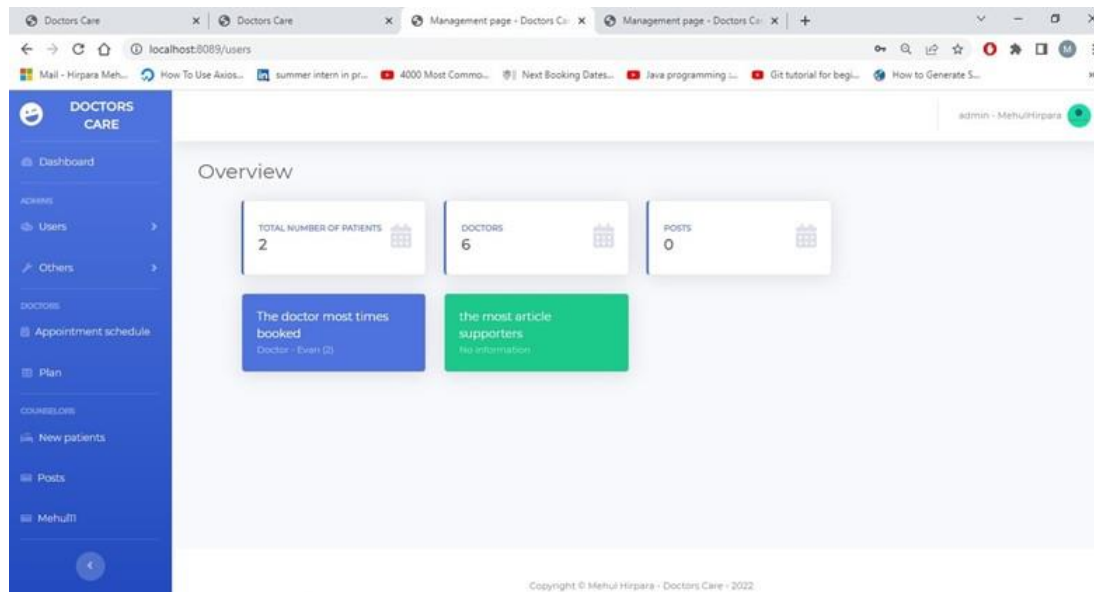 Doctors Care
Doctors Care
Management page - Doctors Car
Management page - Doctors Car
localhost:8089/users
Mail - Hirpara Meh...
How To Use Axios...
summer intern in pr...
4000 Most Commo...
Next Booking Dates...
Java programming :...
Git tutorial for begi...
How to Generate S...
DOCTORS
CARE
admin - MehulHirpara
Dashboard
Overview
ADMINS
Users
TOTAL NUMBER OF PATIENTS
2
DOCTORS
6
POSTS
0
Others
DOCTORS
Appointment schedule
The doctor most times
booked
Doctor - Evan (2)
the most article
supporters
No information
Plan
COUNSELORS
New patients
Posts
Mehul11
Copyright © Mehul Hirpara - Doctors Care - 2022